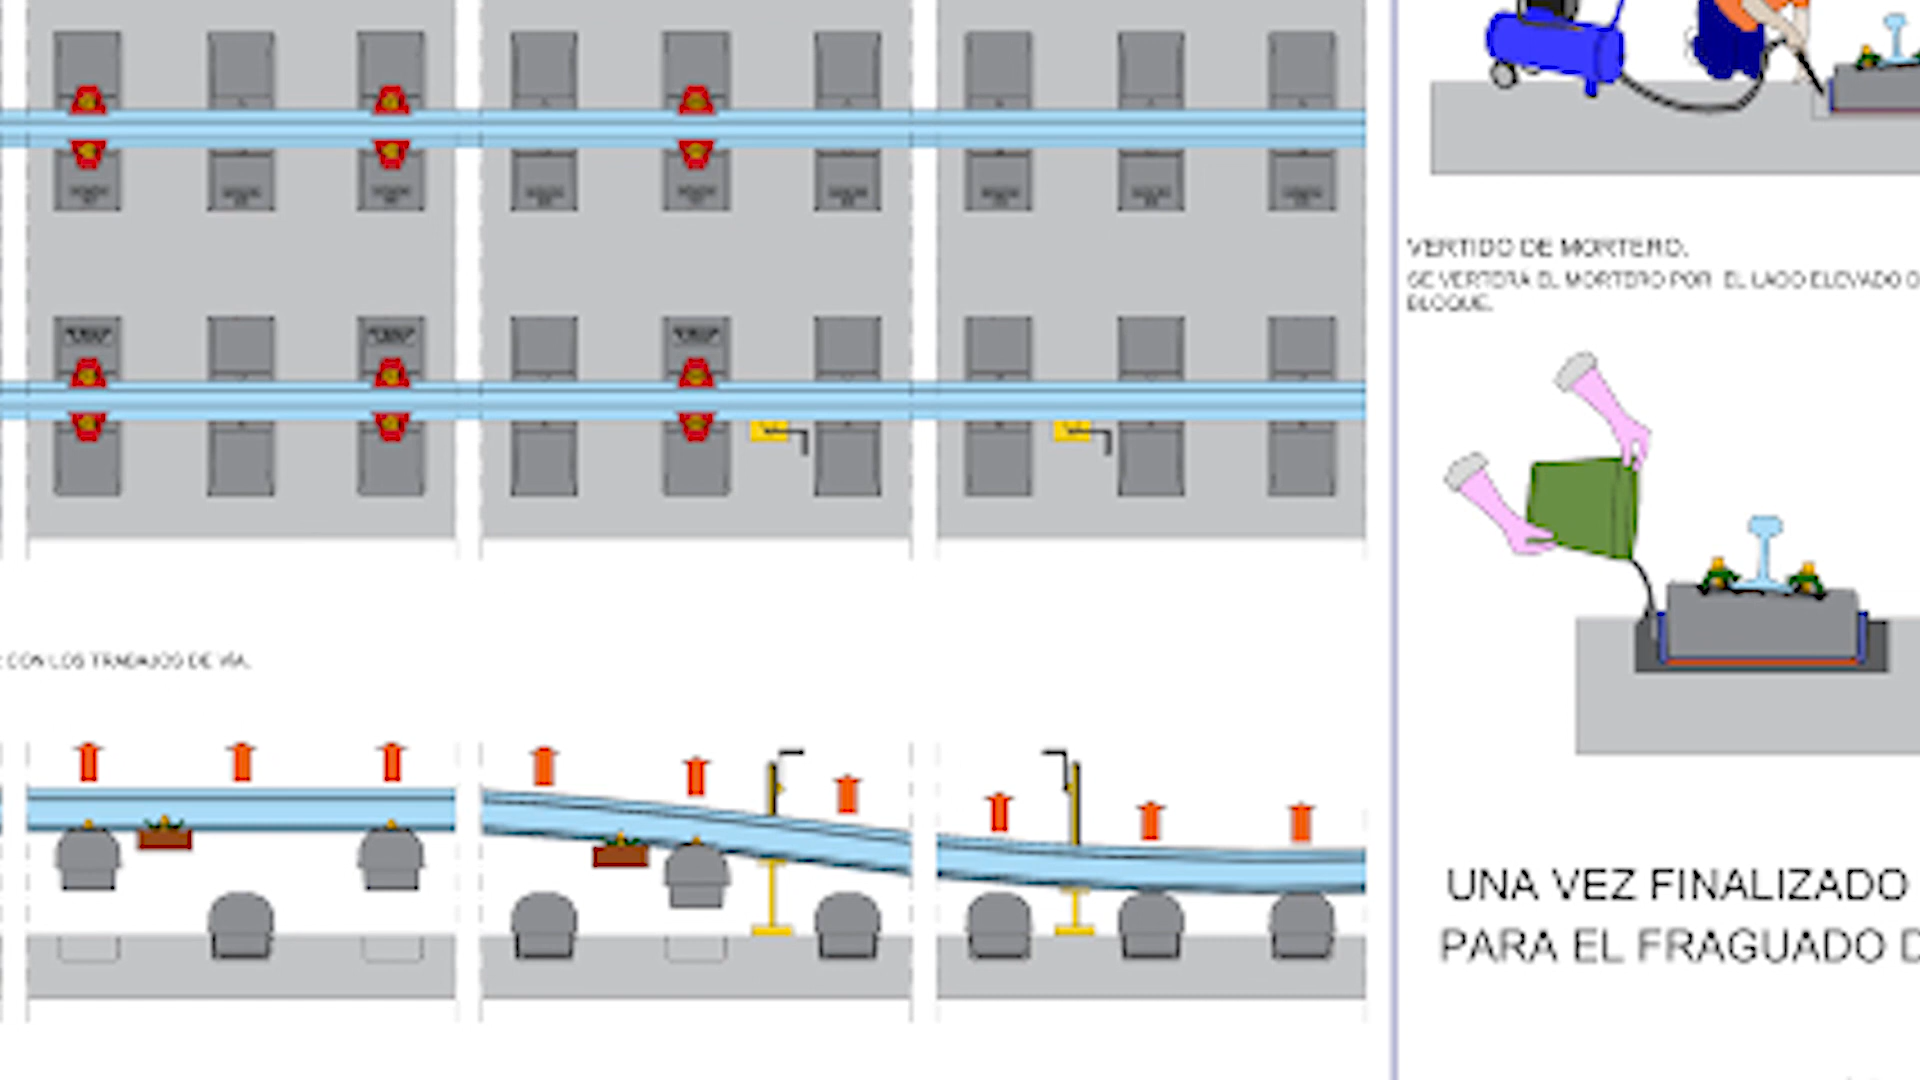 CON LOS TRABAJOS DE VÍA.
VERTIDO DE MORTERO.
SE VERTERA EL MORTERO POR EL LADO ELEVADO D
BLOQUE.
UNA VEZ FINALIZADO
PARA EL FRAGUADO D